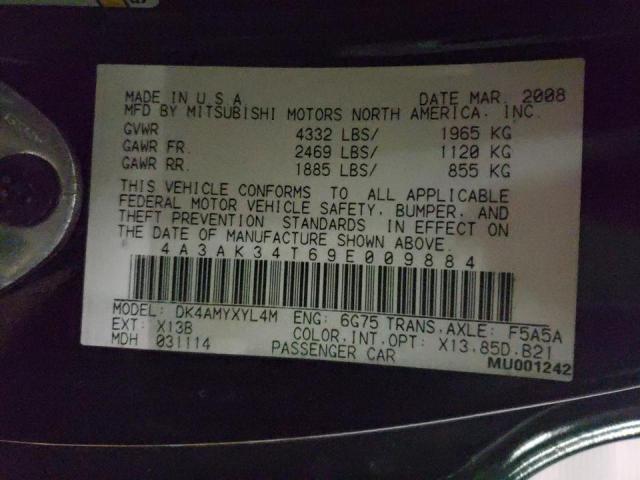 MADE IN U.S.A. DATE MAR. 2008
MFD BY MITSUBISHI MOTORS NORTH AMERICA. INC.
GVWR 4332 LBS/ 1965 KG
GAWR FR. 2469 LBS/ 1120 KG
GAWR RR. 1885 LBS/ 855 KG
THIS VEHICLE CONFORMS TO ALL APPLICABLE
FEDERAL MOTOR VEHICLE SAFETY, BUMPER, AND
THEFT PREVENTION STANDARDS IN EFFECT ON
THE DATE OF MANUFACTURE SHOWN ABOVE.
4A3AK34T69E009884
MODEL: DK4AMYXYL4M ENG: 6G75 TRANS.AXLE: F5A5A
EXT: X13B COLOR.INT.OPT: X13.85D.B21
MDH 031114 PASSENGER CAR
MU001242